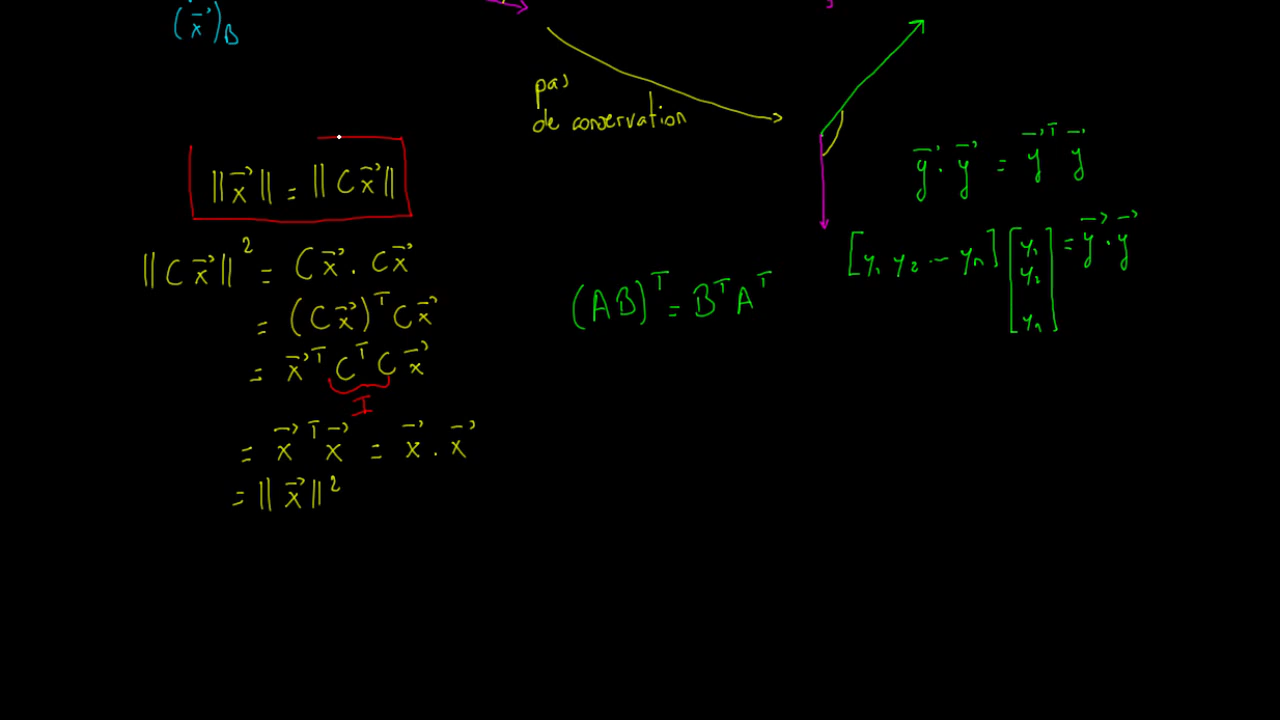 (x⃗)B
pas
de conservation
||x⃗|| = ||Cx⃗||
||Cx⃗||² = Cx⃗ · Cx⃗
= (Cx⃗)ᵀ Cx⃗
= x⃗ᵀ Cᵀ C x⃗
I
= x⃗ᵀ x⃗ = x⃗ · x⃗
= ||x⃗||²
(AB)ᵀ = BᵀAᵀ
y⃗ · y⃗ = y⃗ᵀ y⃗
[y₁ y₂ ... yₙ] [y₁ y₂ yₙ] = y⃗ · y⃗